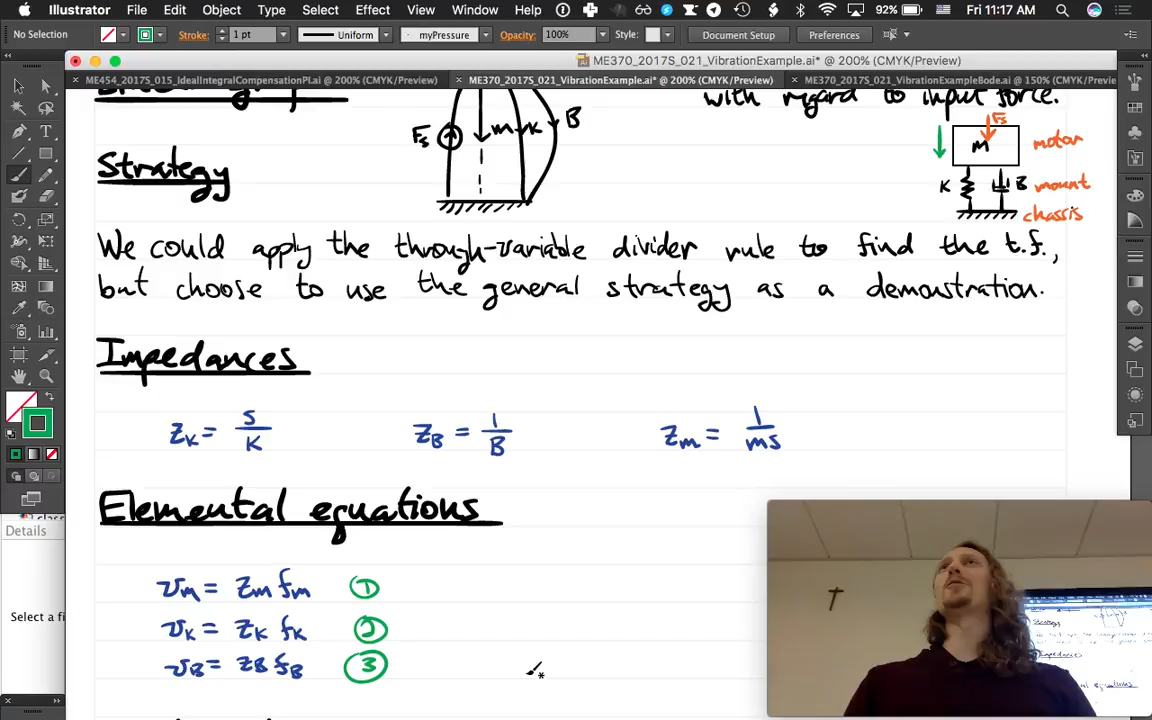 Illustrator File Edit Object Type Select Effect View Window Help 92% Fri 11:17 AM
No Selection Stroke: 1 pt Uniform myPressure Opacity: 100% Style: Document Setup Preferences
ME370_2017S_021_VibrationExample.ai* @ 200% (CMYK/Preview)
ME454_2017S_015_IdealIntegralCompensationPI.ai @ 200% (CMYK/Preview) ME370_2017S_021_VibrationExample.ai* @ 200% (CMYK/Preview) ME370_2017S_021_VibrationExampleBode.ai @ 150% (CMYK/Preview)
with regard to input force.
Fs m K B
Fs
m motor
K B mount
chassis
Strategy
We could apply the through-variable divider rule to find the t.f.,
but choose to use the general strategy as a demonstration.
Impedances
ZK = S/K ZB = 1/B Zm = 1/ms
Elemental equations
Vm = Zm fm 1
VK = ZK fK 2
VB = ZB fB 3
Details
Select a fi